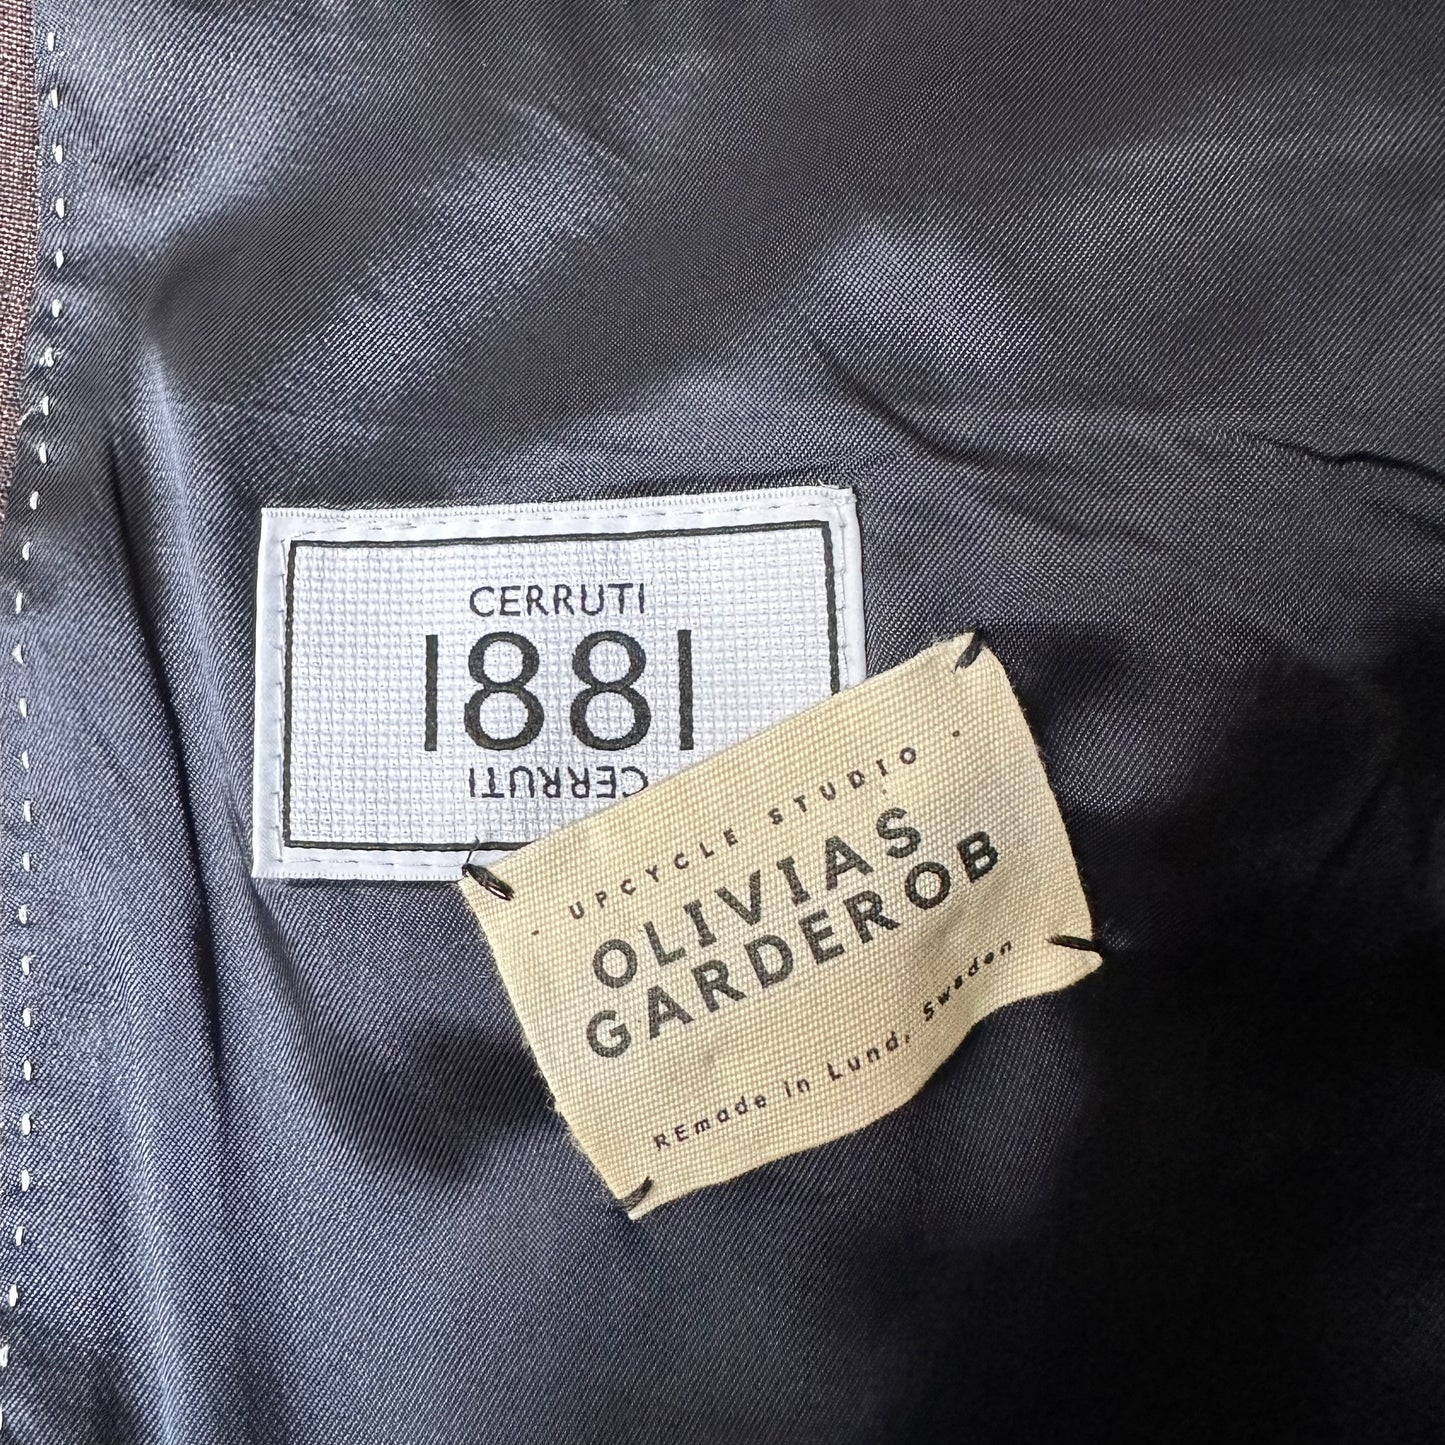 CERRUTI
1881
CERRUTI
- UPCYCLE STUDIO -
OLIVIAS
GARDEROB
REmade in Lund, Sweden